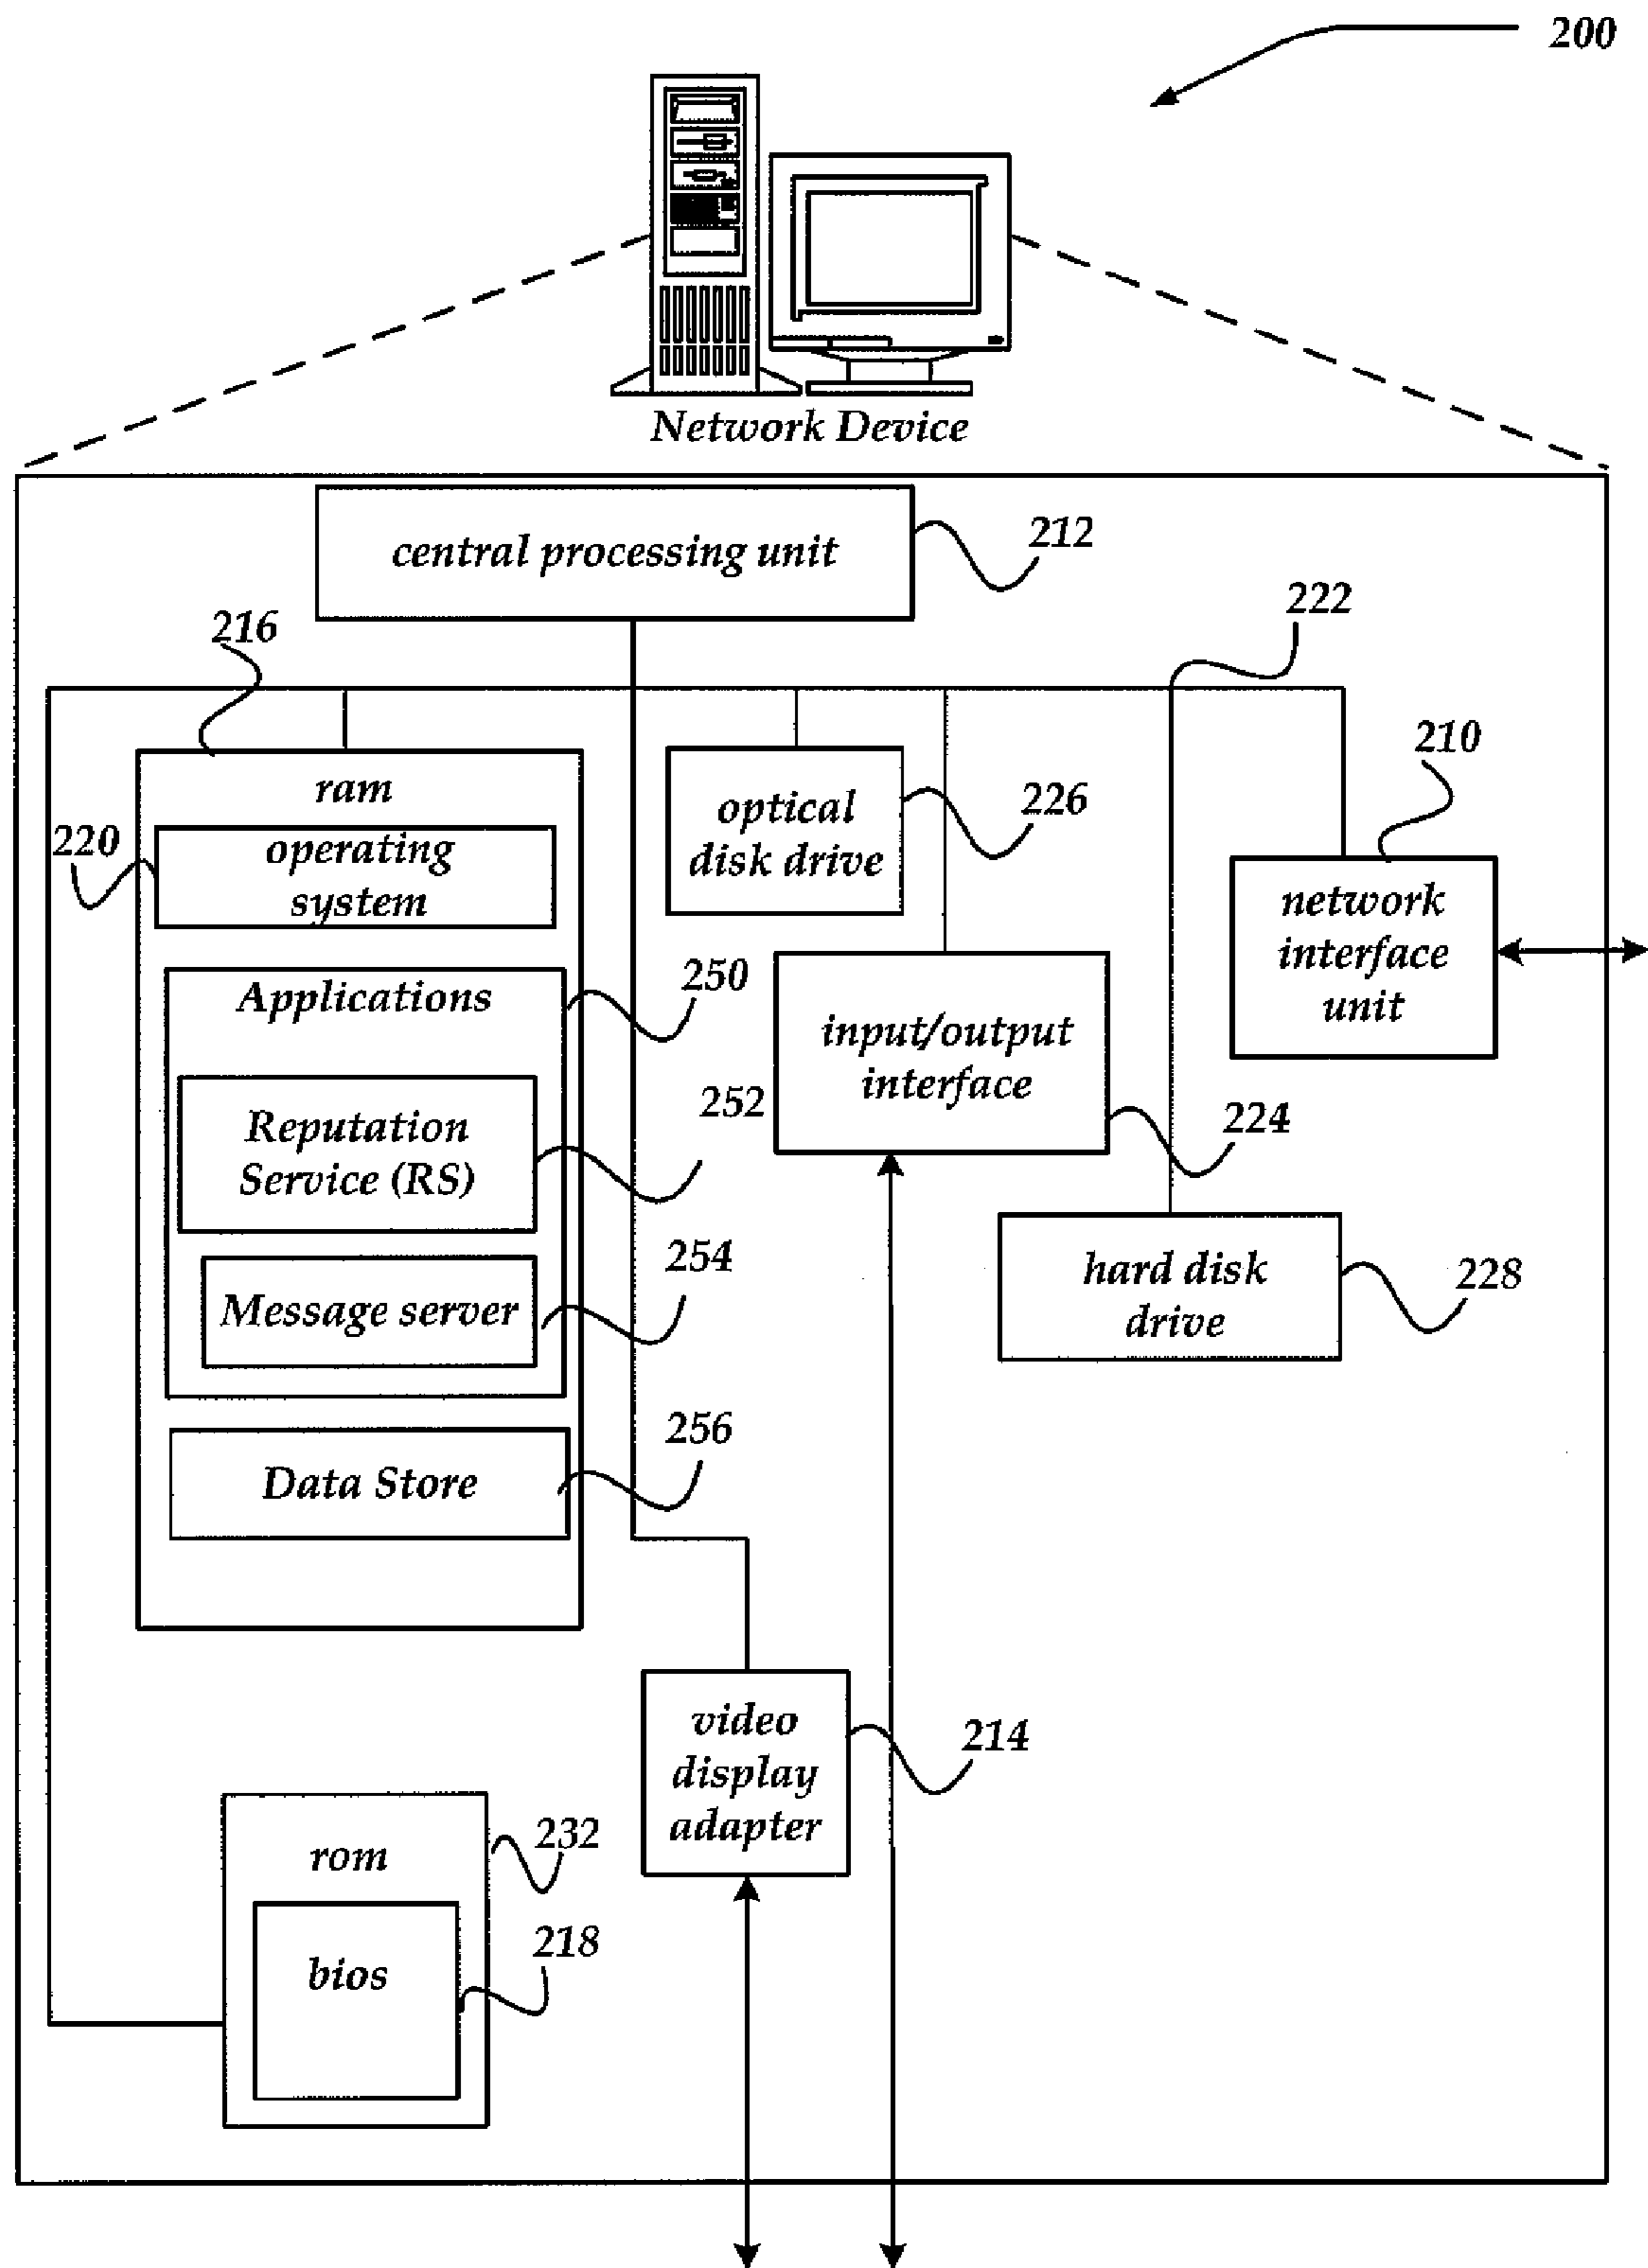 200
Network Device
central processing unit
212
222
216
210
ram
optical
disk drive
226
220
operating
system
network
interface
unit
250
Applications
input/output
interface
252
Reputation
Service (RS)
224
254
Message server
hard disk
drive
228
256
Data Store
video
display
adapter
214
232
rom
218
bios